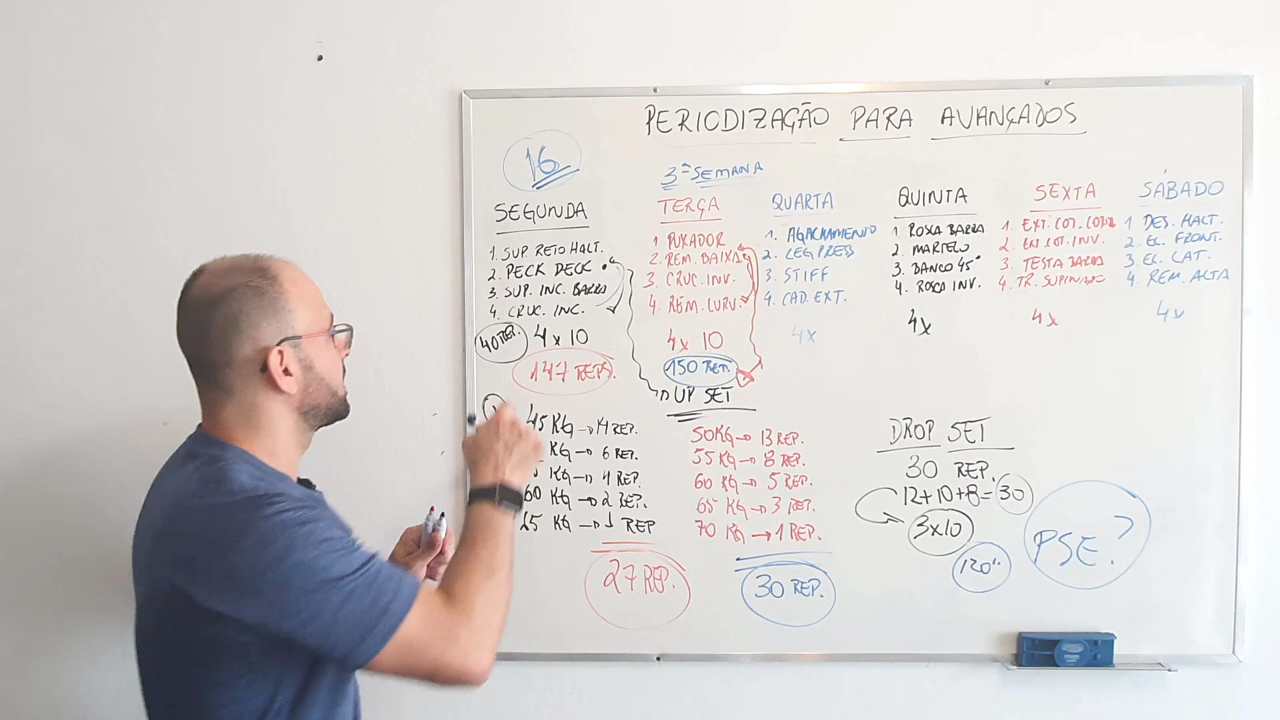 PERIODIZAÇÃO PARA AVANÇADOS
16
3ª SEMANA
SEGUNDA
1. SUP. RETO HALT.
2. PECK DECK
3. SUP. INC. BARRA
4. CRUC. INC.
4 x 10
147 REPS.
TERÇA
1 PUXADOR
2. REM. BAIXA
3. CRUC. INV.
4. REM. CURV.
4 x 10
150 REP.
UP SET
QUARTA
1. AGACHAMENTO
2. LEG PRESS
3. STIFF
4. CAD. EXT.
4x
QUINTA
1 ROSCA BARRA
2. MARTELO
3. BANCO 45°
4. ROSCA INV.
4x
SEXTA
1. EXT. COT. CORDA
2. EXT. COT. INV.
3. TESTA BARRA
4. TR. SUPINADO
4x
SÁBADO
1 DES. HALT.
2. EL. FRONT.
3. EL. LAT.
4. REM. ALTA
4x
45 KG → 14 REP.
KG → 6 REP.
KG → 4 REP.
60 KG → 2 REP.
65 KG → 1 REP
27 REP.
50 KG → 13 REP.
55 KG → 8 REP.
60 KG → 5 REP.
65 KG → 3 REP.
70 KG → 1 REP.
30 REP.
DROP SET
30 REP.
12+10+8=30
3x10
PSE?